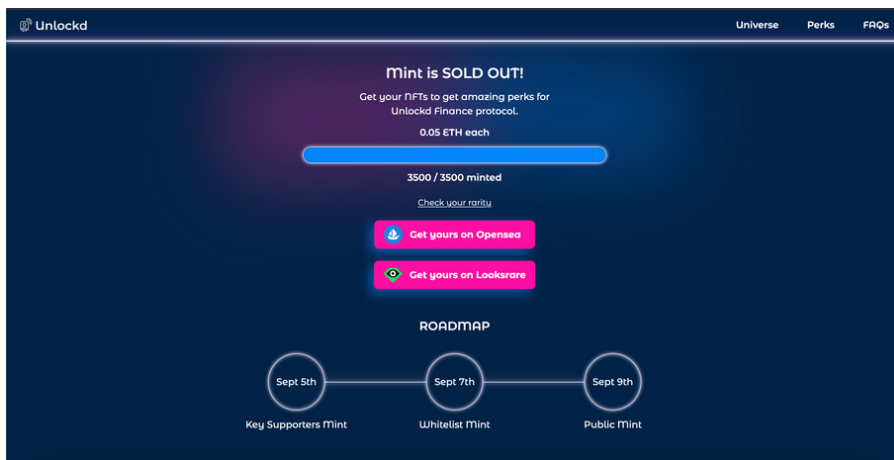 Unlockd
Universe Perks FAQs
Mint is SOLD OUT!
Get your NFTs to get amazing perks for
Unlockd Finance protocol.
0.05 ETH each
3500 / 3500 minted
Check your rarity
Get yours on Opensea
Get yours on Looksrare
ROADMAP
Sept 5th
Sept 7th
Sept 9th
Key Supporters Mint
Whitelist Mint
Public Mint